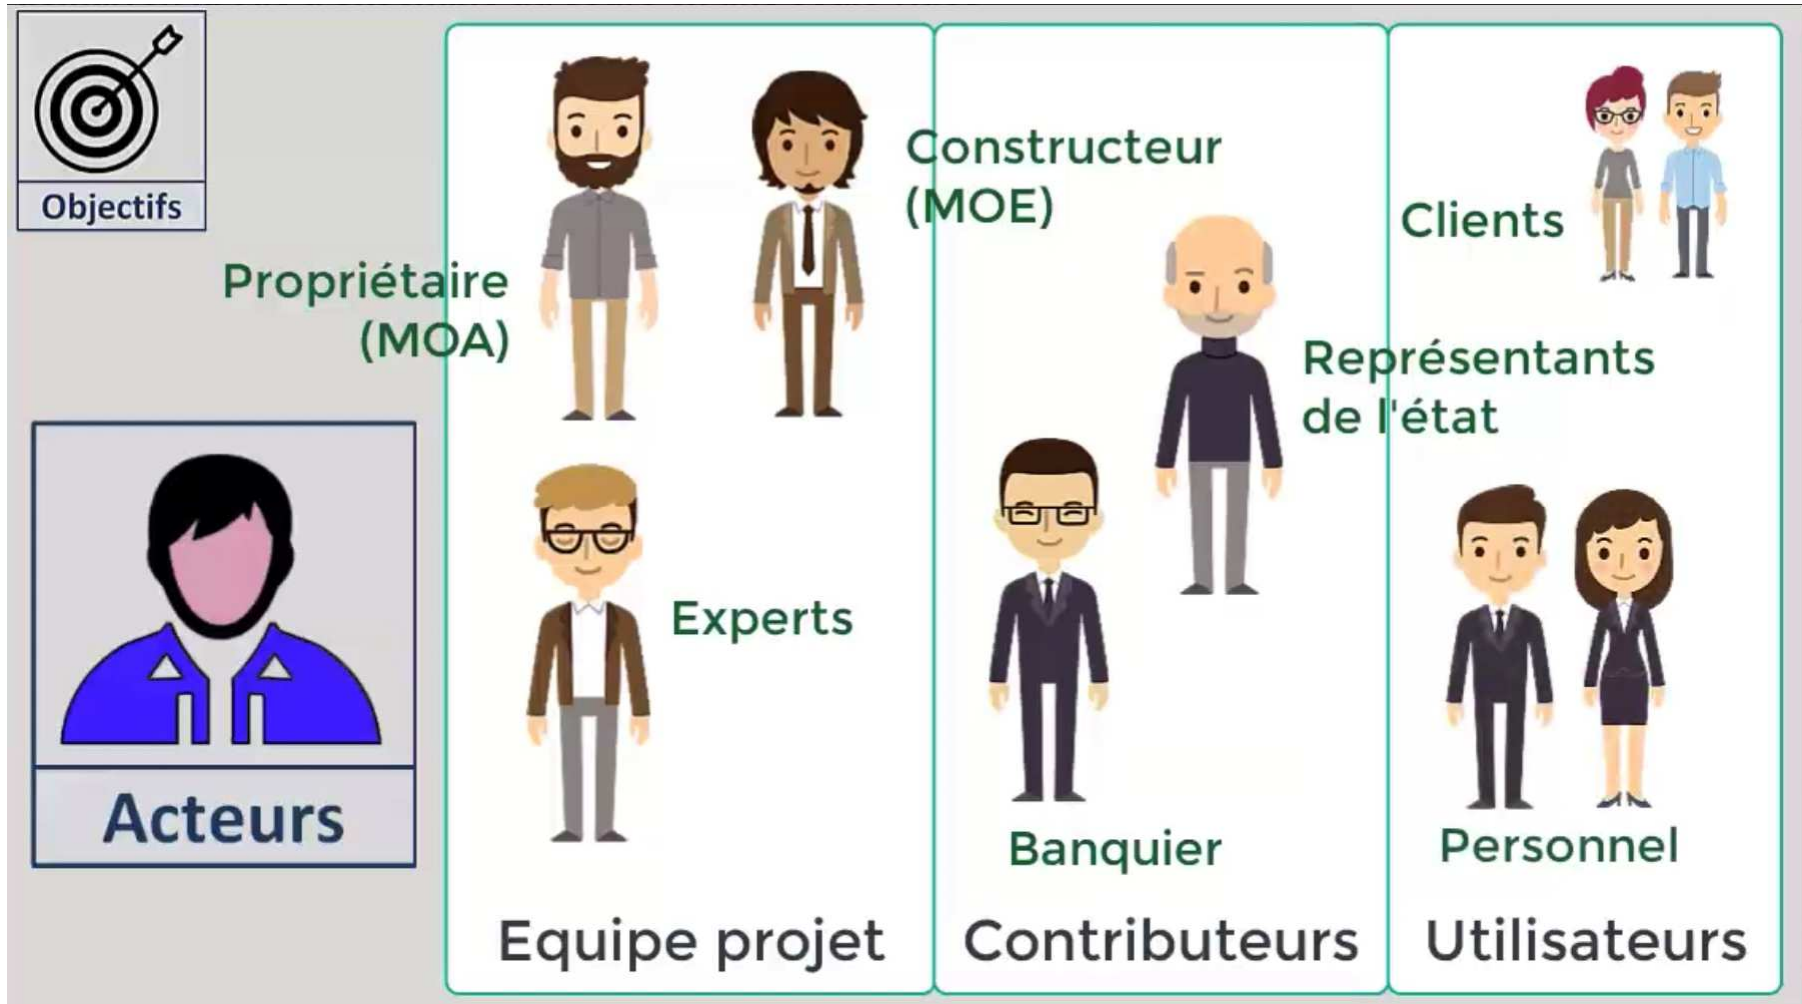 Objectifs
Propriétaire
(MOA)
Constructeur
(MOE)
Clients
Représentants
de l'état
Experts
Banquier
Personnel
Acteurs
Equipe projet
Contributeurs
Utilisateurs